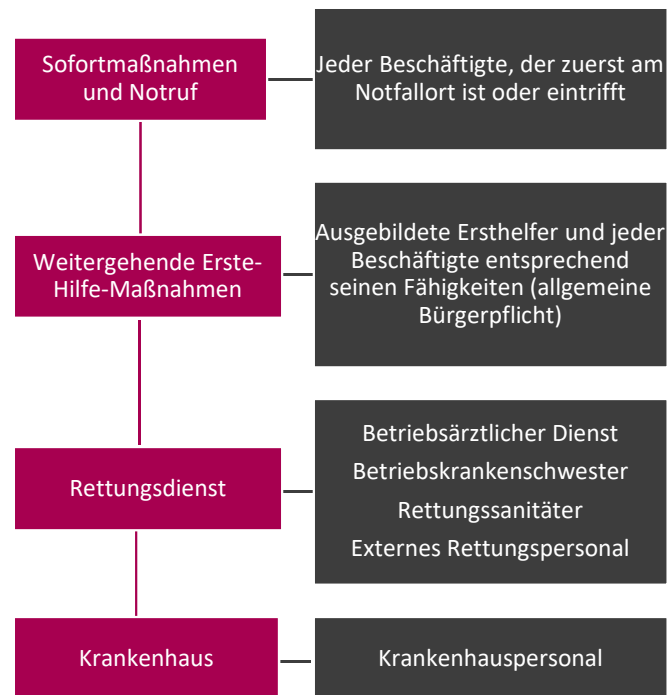 Sofortmaßnahmen
und Notruf
Jeder Beschäftigte, der zuerst am
Notfallort ist oder eintrifft
Weitergehende Erste-
Hilfe-Maßnahmen
Ausgebildete Ersthelfer und jeder
Beschäftigte entsprechend
seinen Fähigkeiten (allgemeine
Bürgerpflicht)
Rettungsdienst
Betriebsärztlicher Dienst
Betriebskrankenschwester
Rettungssanitäter
Externes Rettungspersonal
Krankenhaus
Krankenhauspersonal